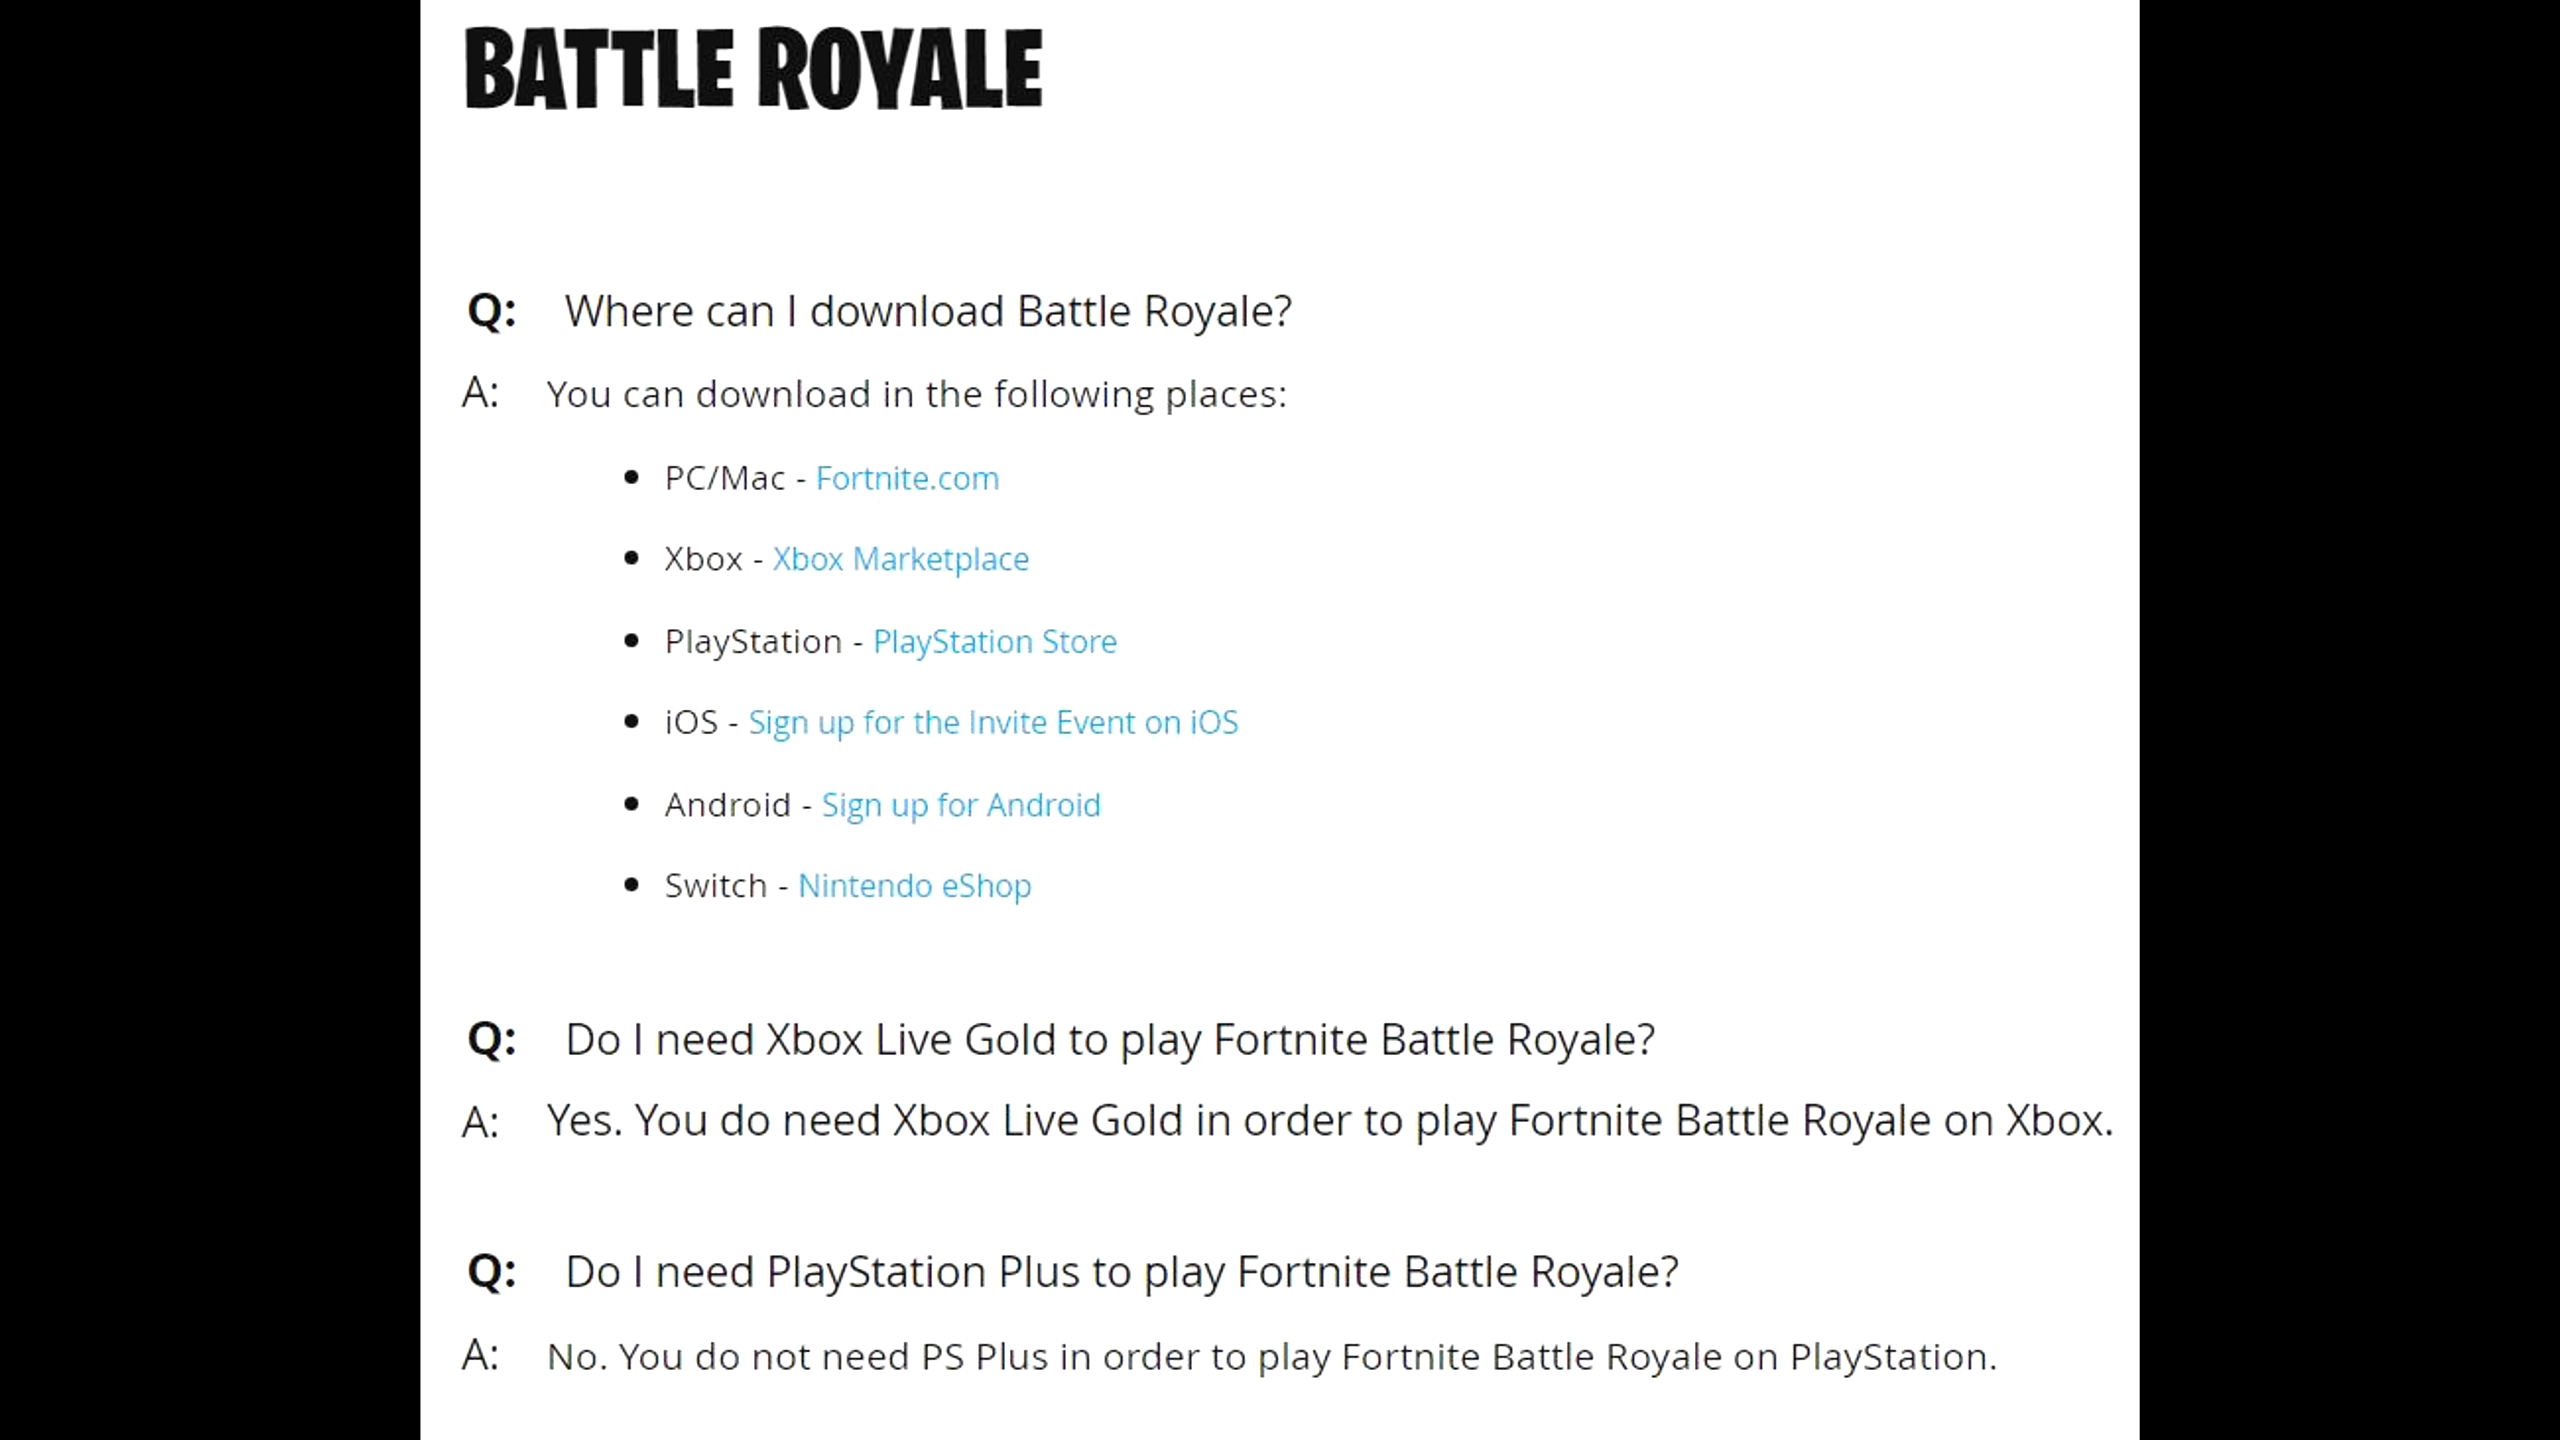 BATTLE ROYALE
Q: Where can I download Battle Royale?
A: You can download in the following places:
• PC/Mac - Fortnite.com
• Xbox - Xbox Marketplace
• PlayStation - PlayStation Store
• iOS - Sign up for the Invite Event on iOS
• Android - Sign up for Android
• Switch - Nintendo eShop
Q: Do I need Xbox Live Gold to play Fortnite Battle Royale?
A: Yes. You do need Xbox Live Gold in order to play Fortnite Battle Royale on Xbox.
Q: Do I need PlayStation Plus to play Fortnite Battle Royale?
A: No. You do not need PS Plus in order to play Fortnite Battle Royale on PlayStation.